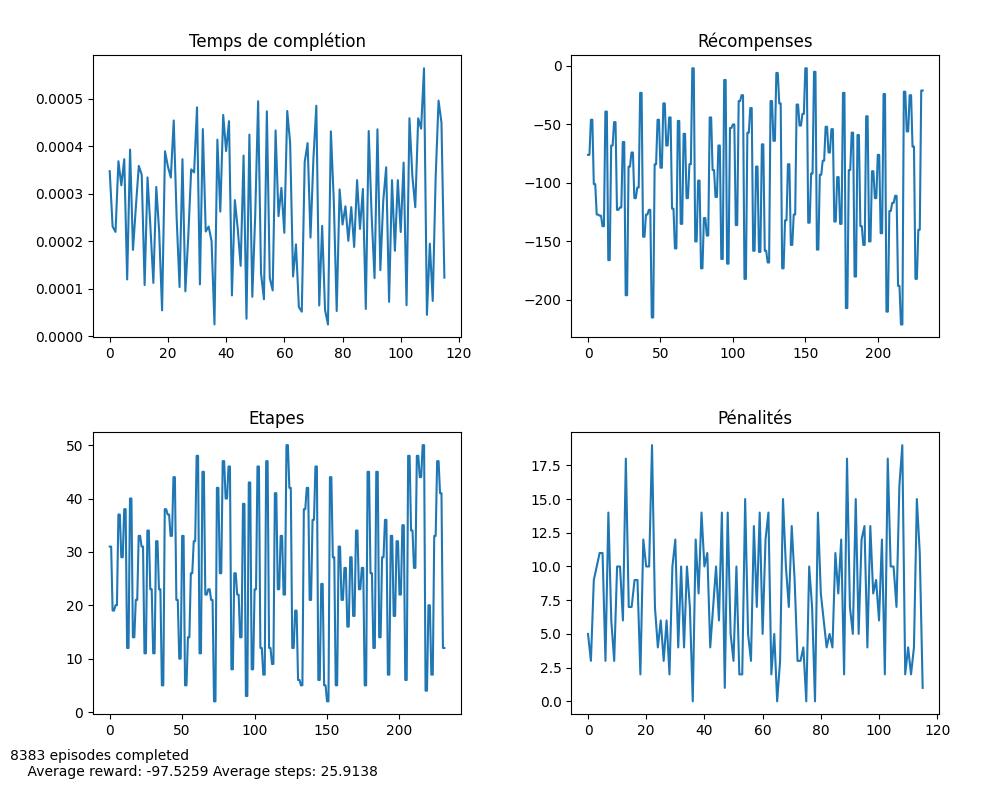 Temps de complétion
0.0005
0.0004
0.0003
0.0002
0.0001
0.0000
0 20 40 60 80 100 120
Récompenses
0
−50
−100
−150
−200
0 50 100 150 200
Etapes
50
40
30
20
10
0
0 50 100 150 200
Pénalités
17.5
15.0
12.5
10.0
7.5
5.0
2.5
0.0
0 20 40 60 80 100 120
8383 episodes completed
Average reward: -97.5259 Average steps: 25.9138